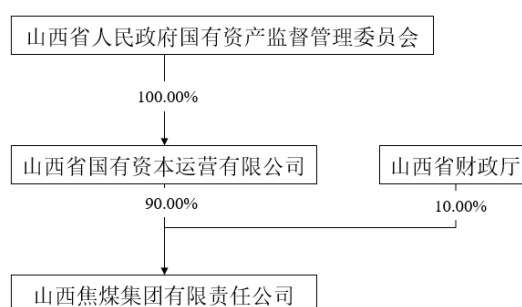 山西省人民政府国有资产监督管理委员会
100.00%
山西省国有资本运营有限公司
山西省财政厅
90.00%
10.00%
山西焦煤集团有限责任公司